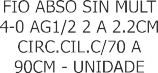 FIO ABSO SIN MULT
4-0 AG1/2 2 A 2.2CM
CIRC.CIL.C/70 A
90CM - UNIDADE